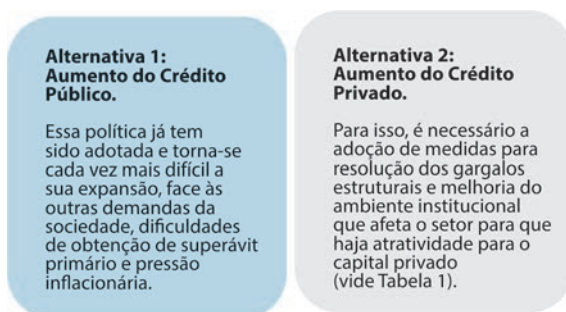 Alternativa 1:
Aumento do Crédito
Público.
Essa política já tem
sido adotada e torna-se
cada vez mais difícil a
sua expansão, face às
outras demandas da
sociedade, dificuldades
de obtenção de superávit
primário e pressão
inflacionária.
Alternativa 2:
Aumento do Crédito
Privado.
Para isso, é necessário a
adoção de medidas para
resolução dos gargalos
estruturais e melhoria do
ambiente institucional
que afeta o setor para que
haja atratividade para o
capital privado
(vide Tabela 1).